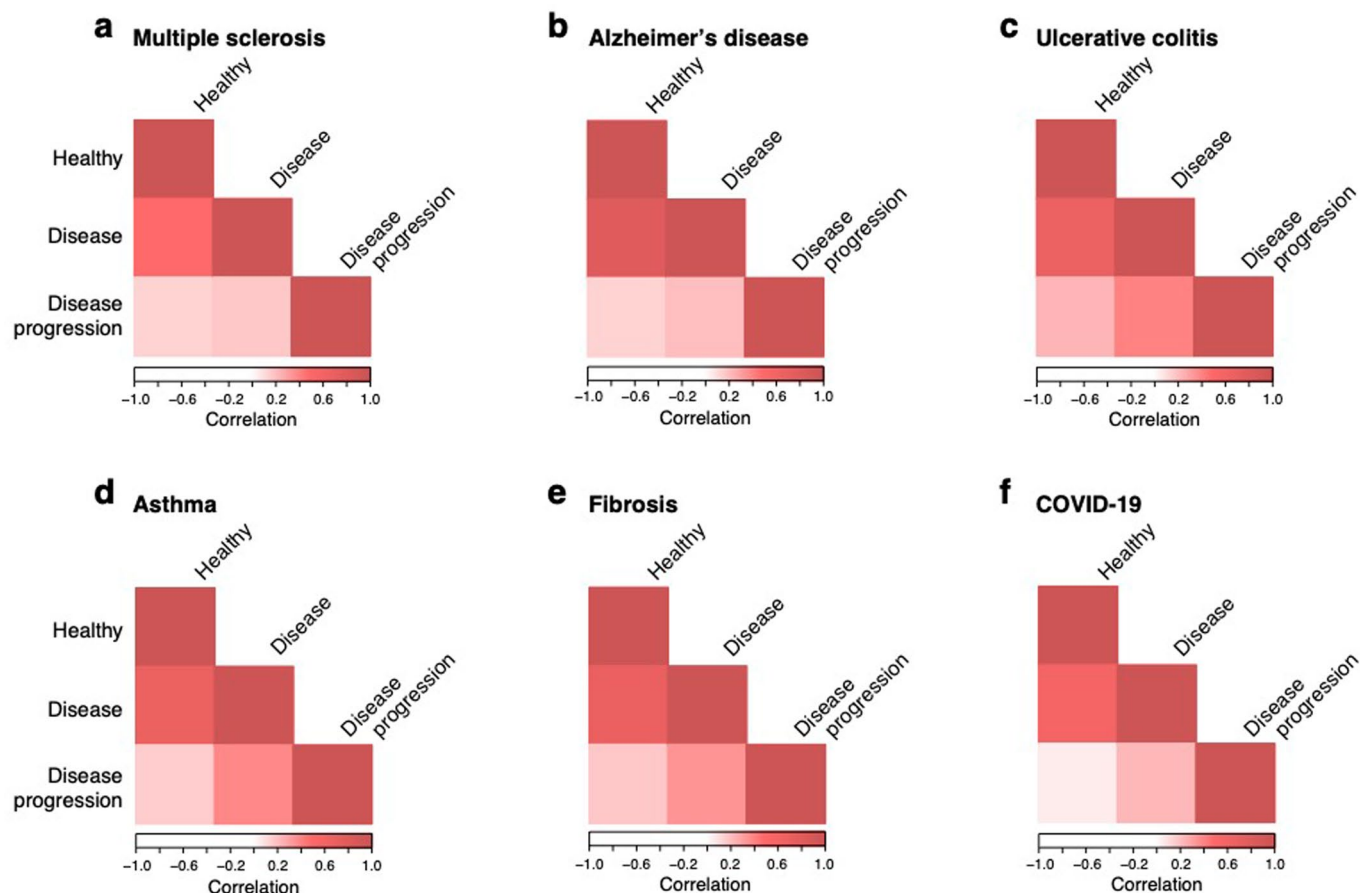 a Multiple sclerosis
Healthy
Disease
Disease
progression
Healthy
Disease
Disease
progression
−1.0 −0.6 −0.2 0.2 0.6 1.0
Correlation
b Alzheimer's disease
Healthy
Disease
Disease
progression
−1.0 −0.6 −0.2 0.2 0.6 1.0
Correlation
c Ulcerative colitis
Healthy
Disease
Disease
progression
−1.0 −0.6 −0.2 0.2 0.6 1.0
Correlation
d Asthma
Healthy
Disease
Disease
progression
Healthy
Disease
Disease
progression
−1.0 −0.6 −0.2 0.2 0.6 1.0
Correlation
e Fibrosis
Healthy
Disease
Disease
progression
−1.0 −0.6 −0.2 0.2 0.6 1.0
Correlation
f COVID-19
Healthy
Disease
Disease
progression
−1.0 −0.6 −0.2 0.2 0.6 1.0
Correlation